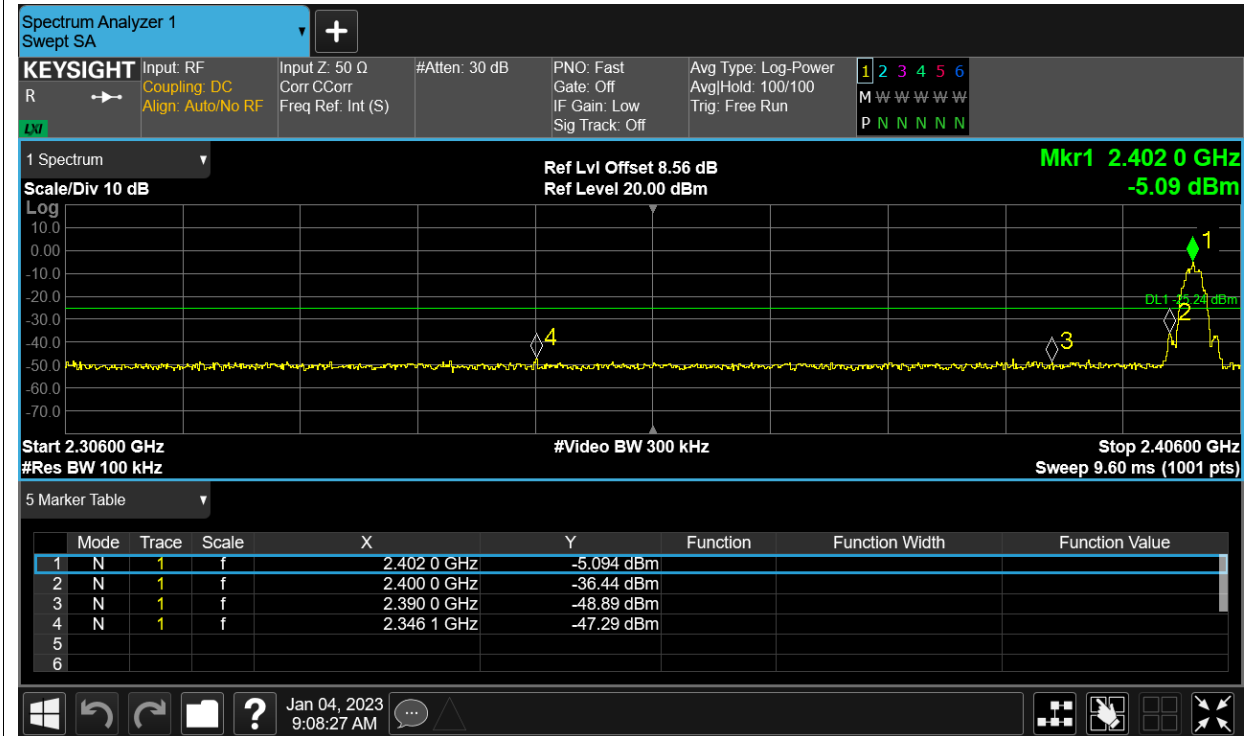 Spectrum Analyzer 1
Swept SA
KEYSIGHT
R
LXI
Input: RF
Coupling: DC
Align: Auto/No RF
Input Z: 50 Ω
Corr CCorr
Freq Ref: Int (S)
#Atten: 30 dB
PNO: Fast
Gate: Off
IF Gain: Low
Sig Track: Off
Avg Type: Log-Power
Avg|Hold: 100/100
Trig: Free Run
1 2 3 4 5 6
M W W W W W
P N N N N N
1 Spectrum
Scale/Div 10 dB
Ref Lvl Offset 8.56 dB
Ref Level 20.00 dBm
Mkr1 2.402 0 GHz
-5.09 dBm
Log
10.0
0.00
-10.0
-20.0
-30.0
-40.0
-50.0
-60.0
-70.0
1
DL1 -25.24 dBm
2
4
3
Start 2.30600 GHz
#Video BW 300 kHz
Stop 2.40600 GHz
#Res BW 100 kHz
Sweep 9.60 ms (1001 pts)
5 Marker Table
Mode Trace Scale X Y Function Function Width Function Value
1 N 1 f 2.402 0 GHz -5.094 dBm
2 N 1 f 2.400 0 GHz -36.44 dBm
3 N 1 f 2.390 0 GHz -48.89 dBm
4 N 1 f 2.346 1 GHz -47.29 dBm
5
6
?
Jan 04, 2023
9:08:27 AM